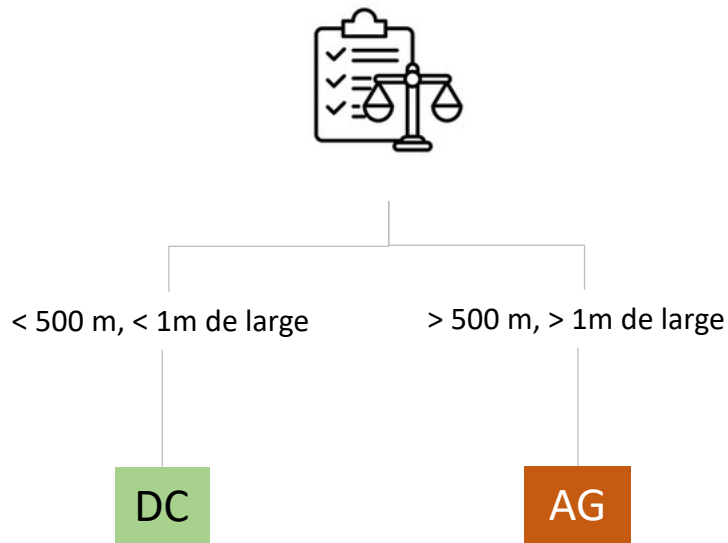 < 500 m, < 1m de large
> 500 m, > 1m de large
DC
AG